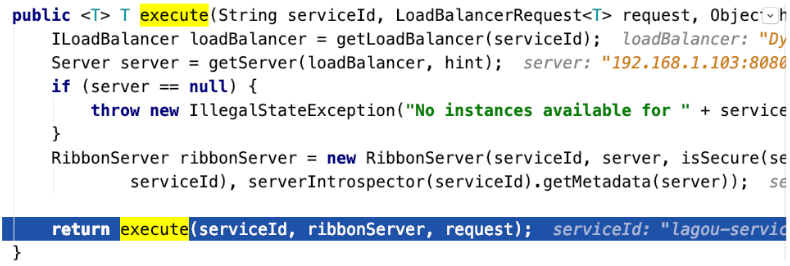 public <T> T execute(String serviceId, LoadBalancerRequest<T> request, Objec h
ILoadBalancer loadBalancer = getLoadBalancer(serviceId); loadBalancer: "Dy
Server server = getServer(loadBalancer, hint); server: "192.168.1.103:8080
if (server == null) {
throw new IllegalStateException("No instances available for " + service
}
RibbonServer ribbonServer = new RibbonServer(serviceId, server, isSecure(se
serviceId), serverIntrospector(serviceId).getMetadata(server)); se
return execute(serviceId, ribbonServer, request); serviceId: "lagou-servic
}